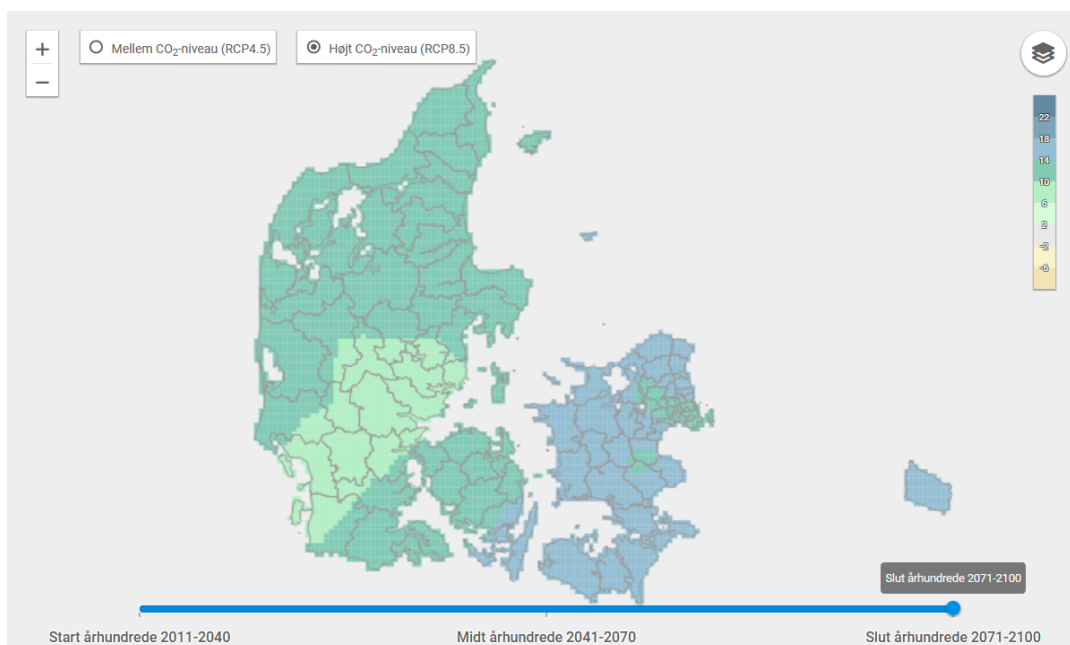 +
−
Mellem CO₂-niveau (RCP4.5)
Højt CO₂-niveau (RCP8.5)
22
18
14
10
6
2
-2
-6
Slut århundrede 2071-2100
Start århundrede 2011-2040
Midt århundrede 2041-2070
Slut århundrede 2071-2100